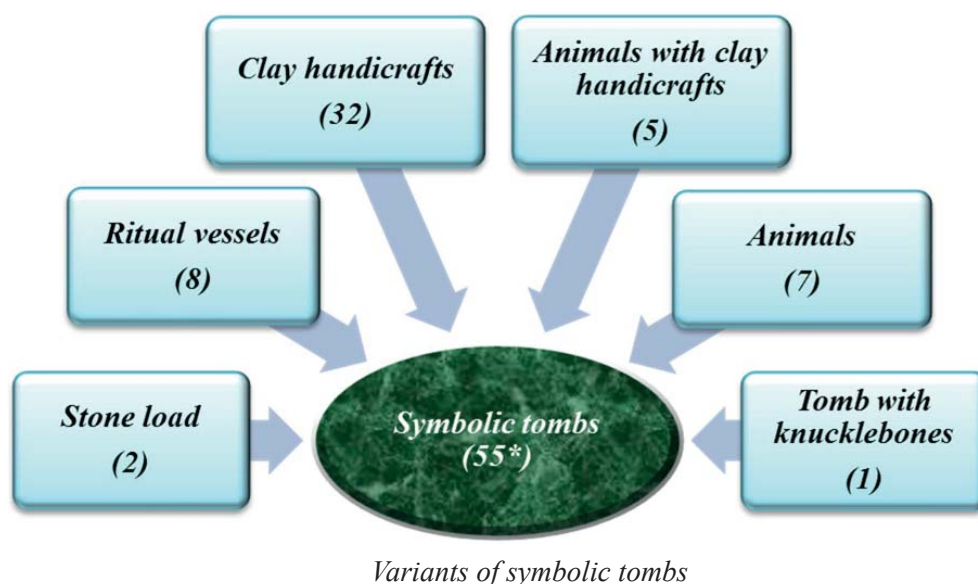 Clay handicrafts
(32)
Animals with clay
handicrafts
(5)
Ritual vessels
(8)
Animals
(7)
Stone load
(2)
Symbolic tombs
(55*)
Tomb with
knucklebones
(1)
Variants of symbolic tombs